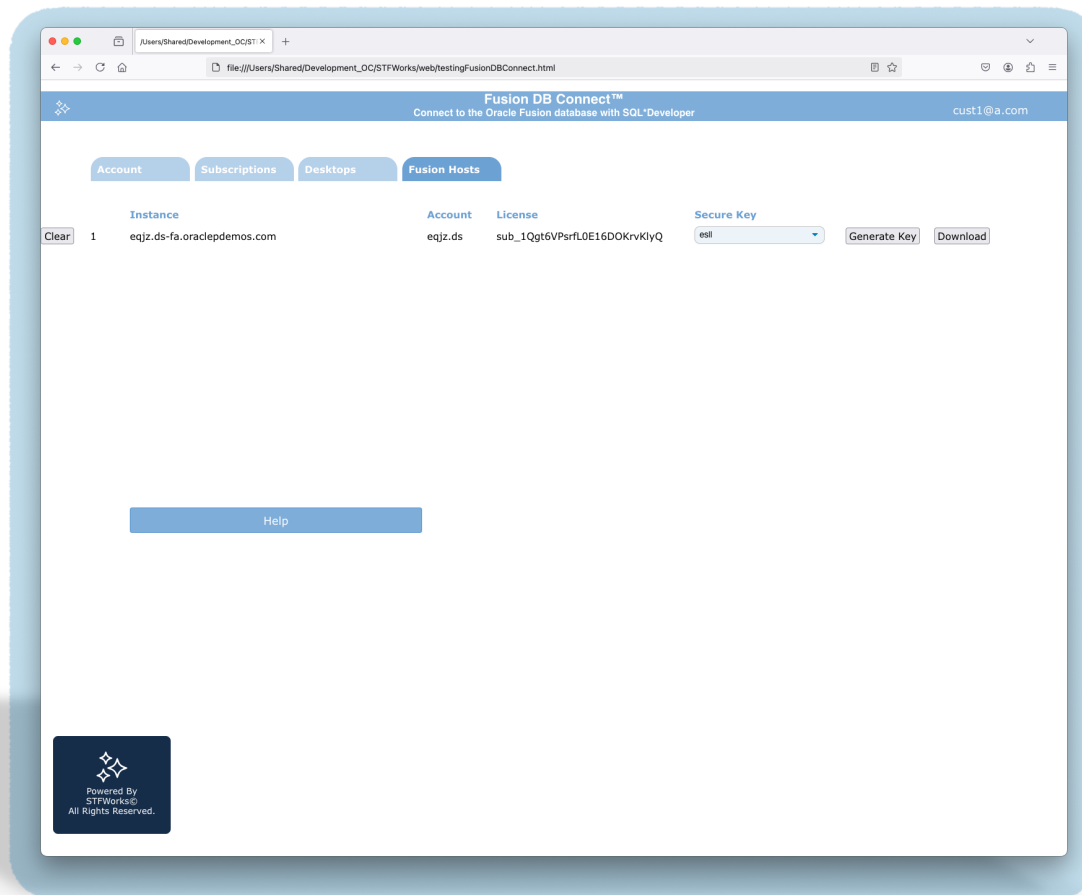 /Users/Shared/Development_OC/STF
file:///Users/Shared/Development_OC/STFWorks/web/testingFusionDBConnect.html
Fusion DB Connect™
Connect to the Oracle Fusion database with SQL*Developer
cust1@a.com
Account Subscriptions Desktops Fusion Hosts
Instance Account License Secure Key
Clear 1 eqjz.ds-fa.oraclepdemos.com eqjz.ds sub_1Qgt6VPsrfL0E16DOKrvKlyQ esll Generate Key Download
Help
Powered By
STFWorks©
All Rights Reserved.